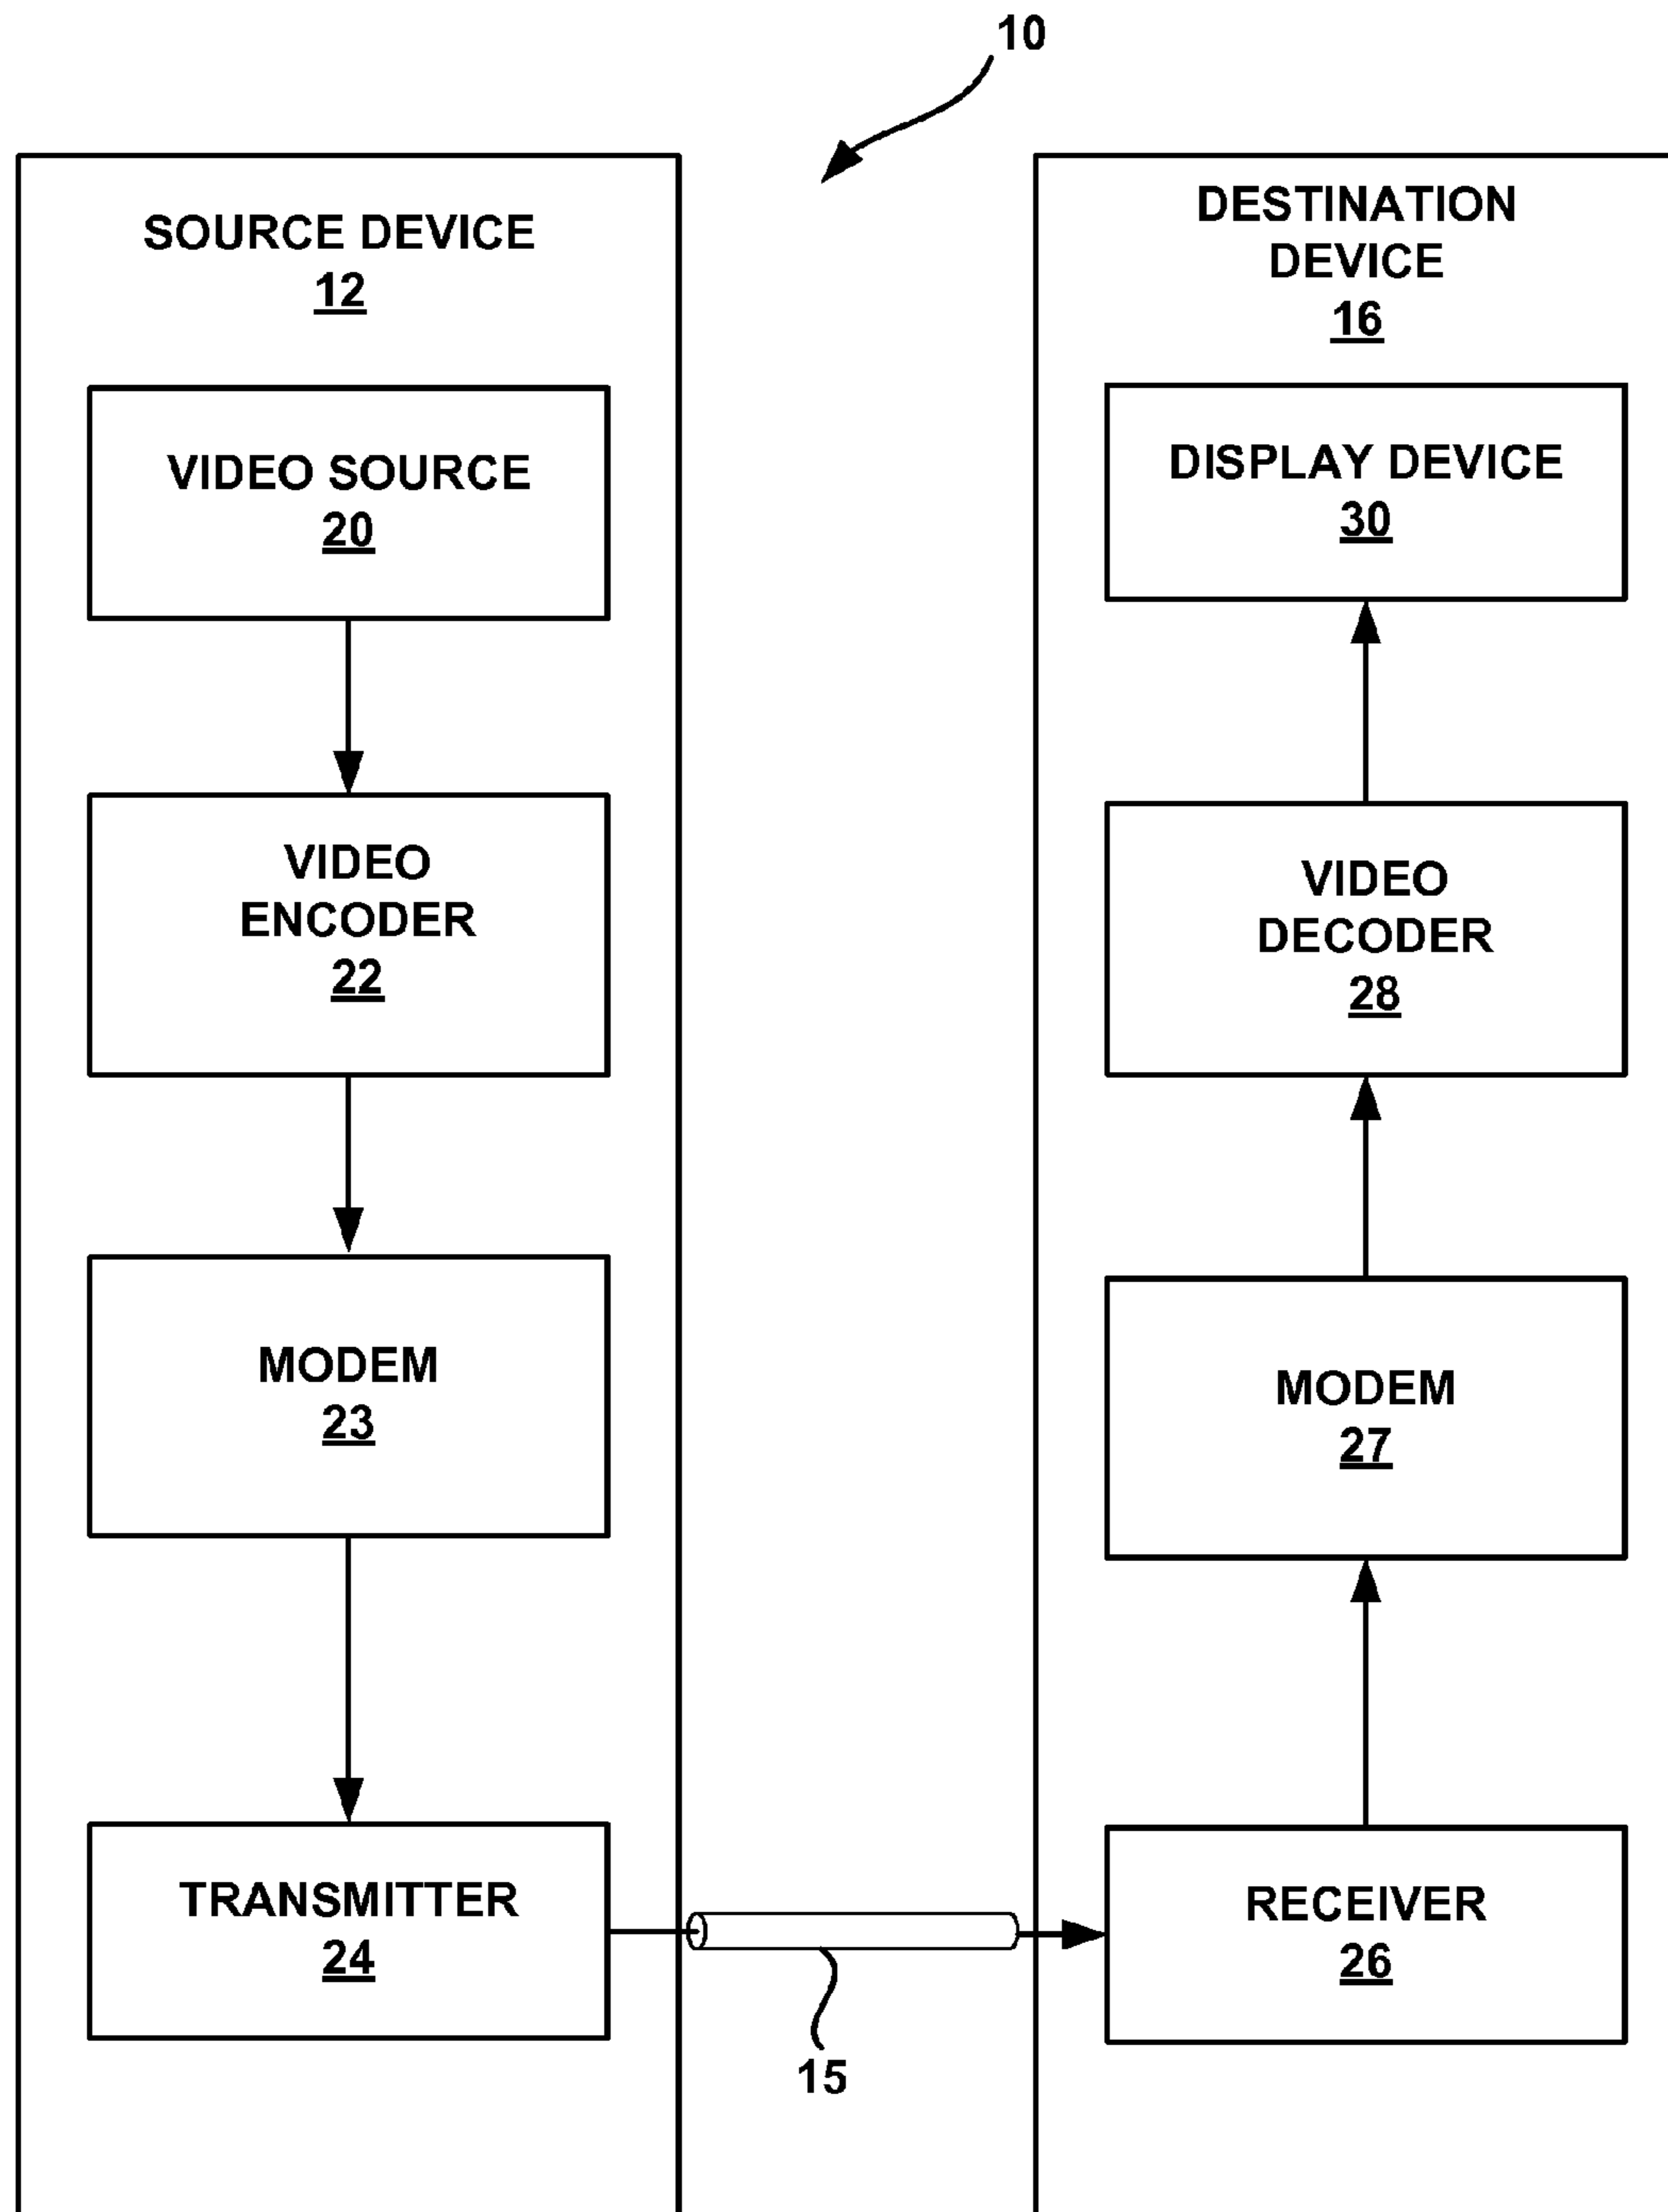 10
SOURCE DEVICE
12
VIDEO SOURCE
20
VIDEO
ENCODER
22
MODEM
23
TRANSMITTER
24
15
DESTINATION
DEVICE
16
DISPLAY DEVICE
30
VIDEO
DECODER
28
MODEM
27
RECEIVER
26